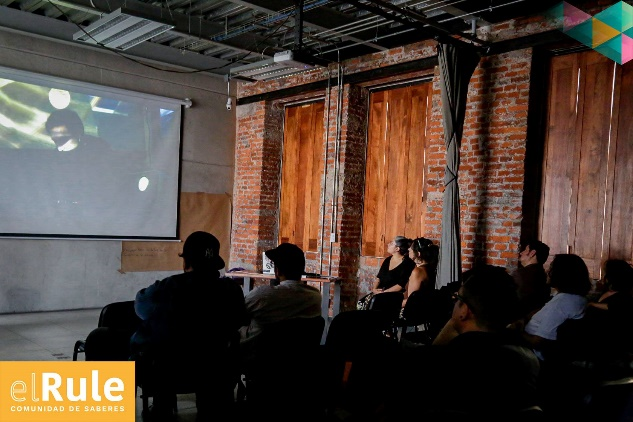 elRule
COMUNIDAD DE SABERES